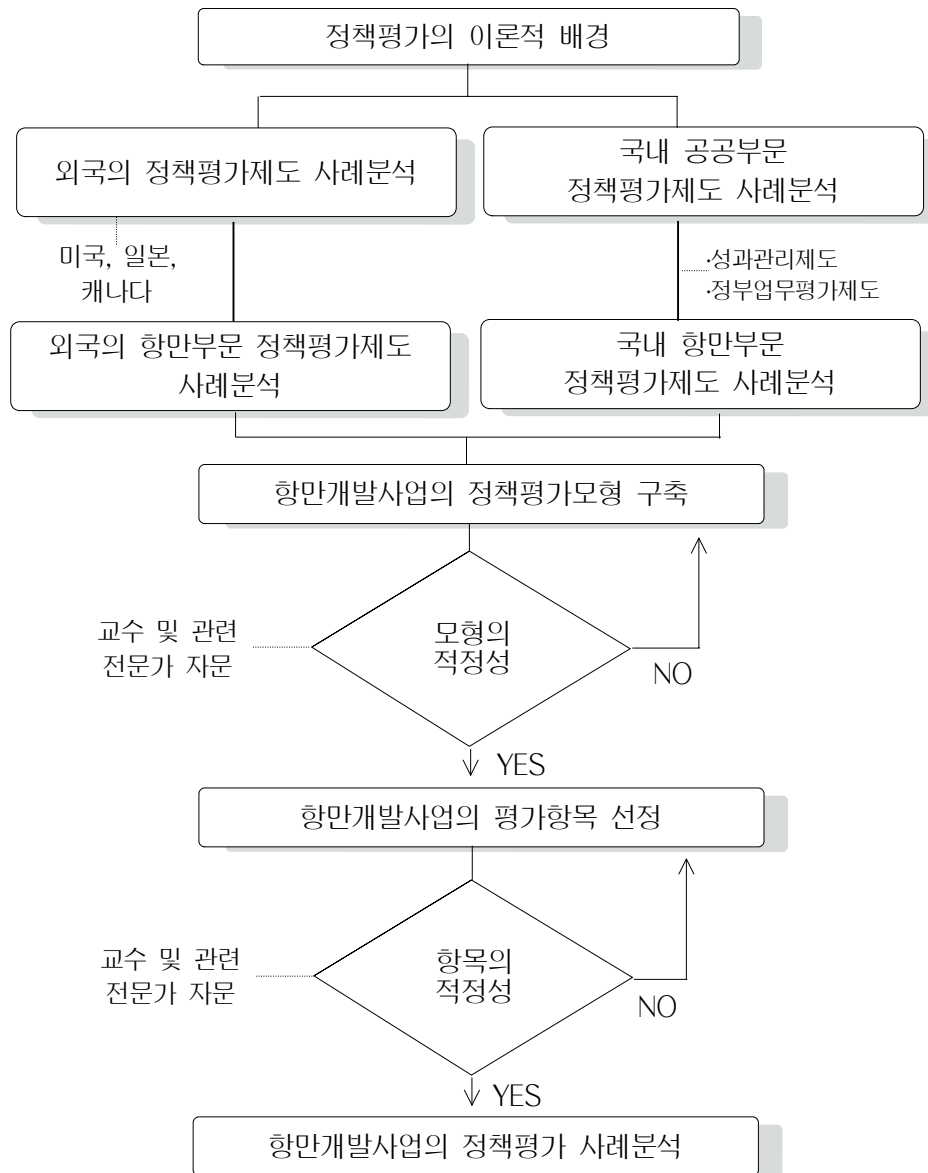 정책평가의 이론적 배경
외국의 정책평가제도 사례분석
국내 공공부문
정책평가제도 사례분석
미국, 일본,
캐나다
·성과관리제도
·정부업무평가제도
외국의 항만부문 정책평가제도
사례분석
국내 항만부문
정책평가제도 사례분석
항만개발사업의 정책평가모형 구축
모형의
적정성
교수 및 관련
전문가 자문
NO
YES
항만개발사업의 평가항목 선정
항목의
적정성
교수 및 관련
전문가 자문
NO
YES
항만개발사업의 정책평가 사례분석